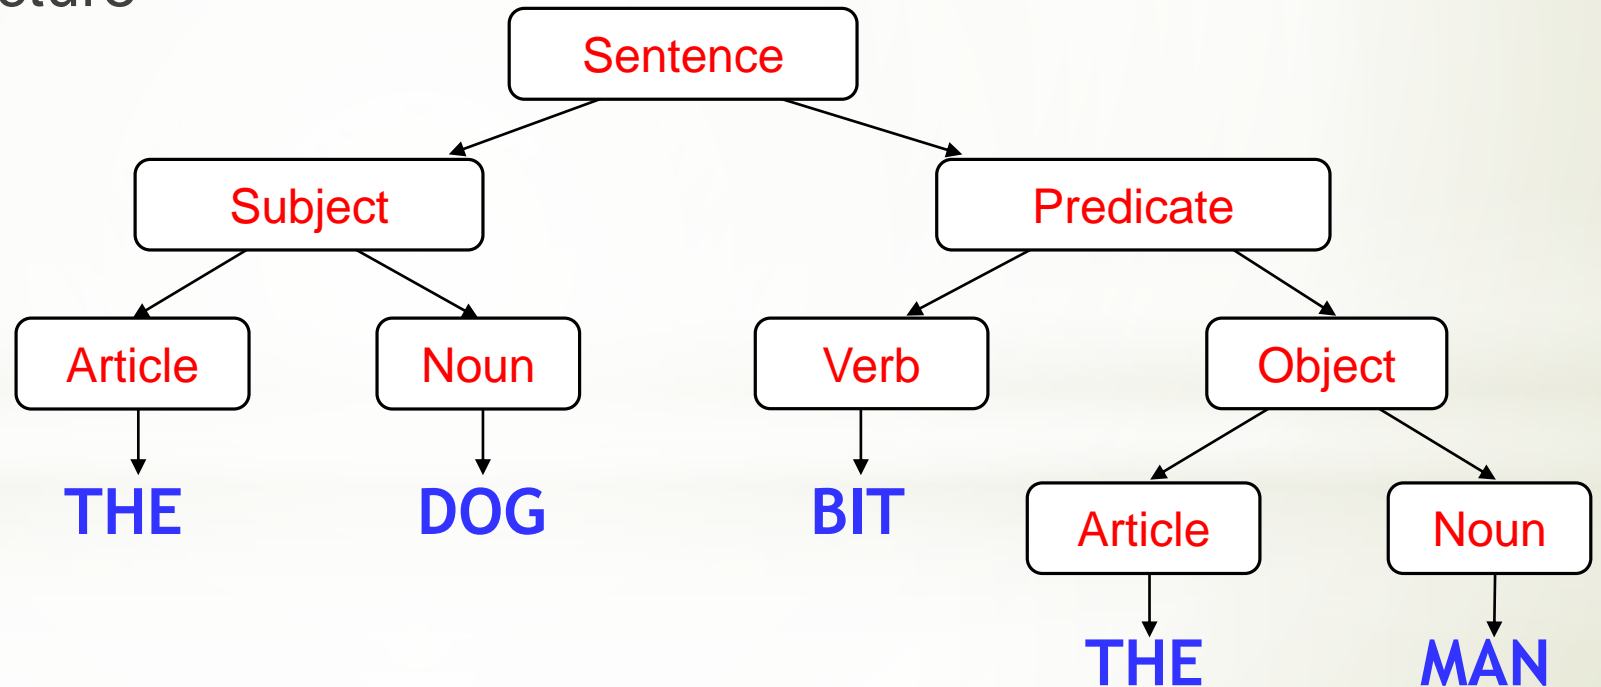 Sentence
Subject Predicate
Article Noun Verb Object
THE DOG BIT
Article Noun
THE MAN